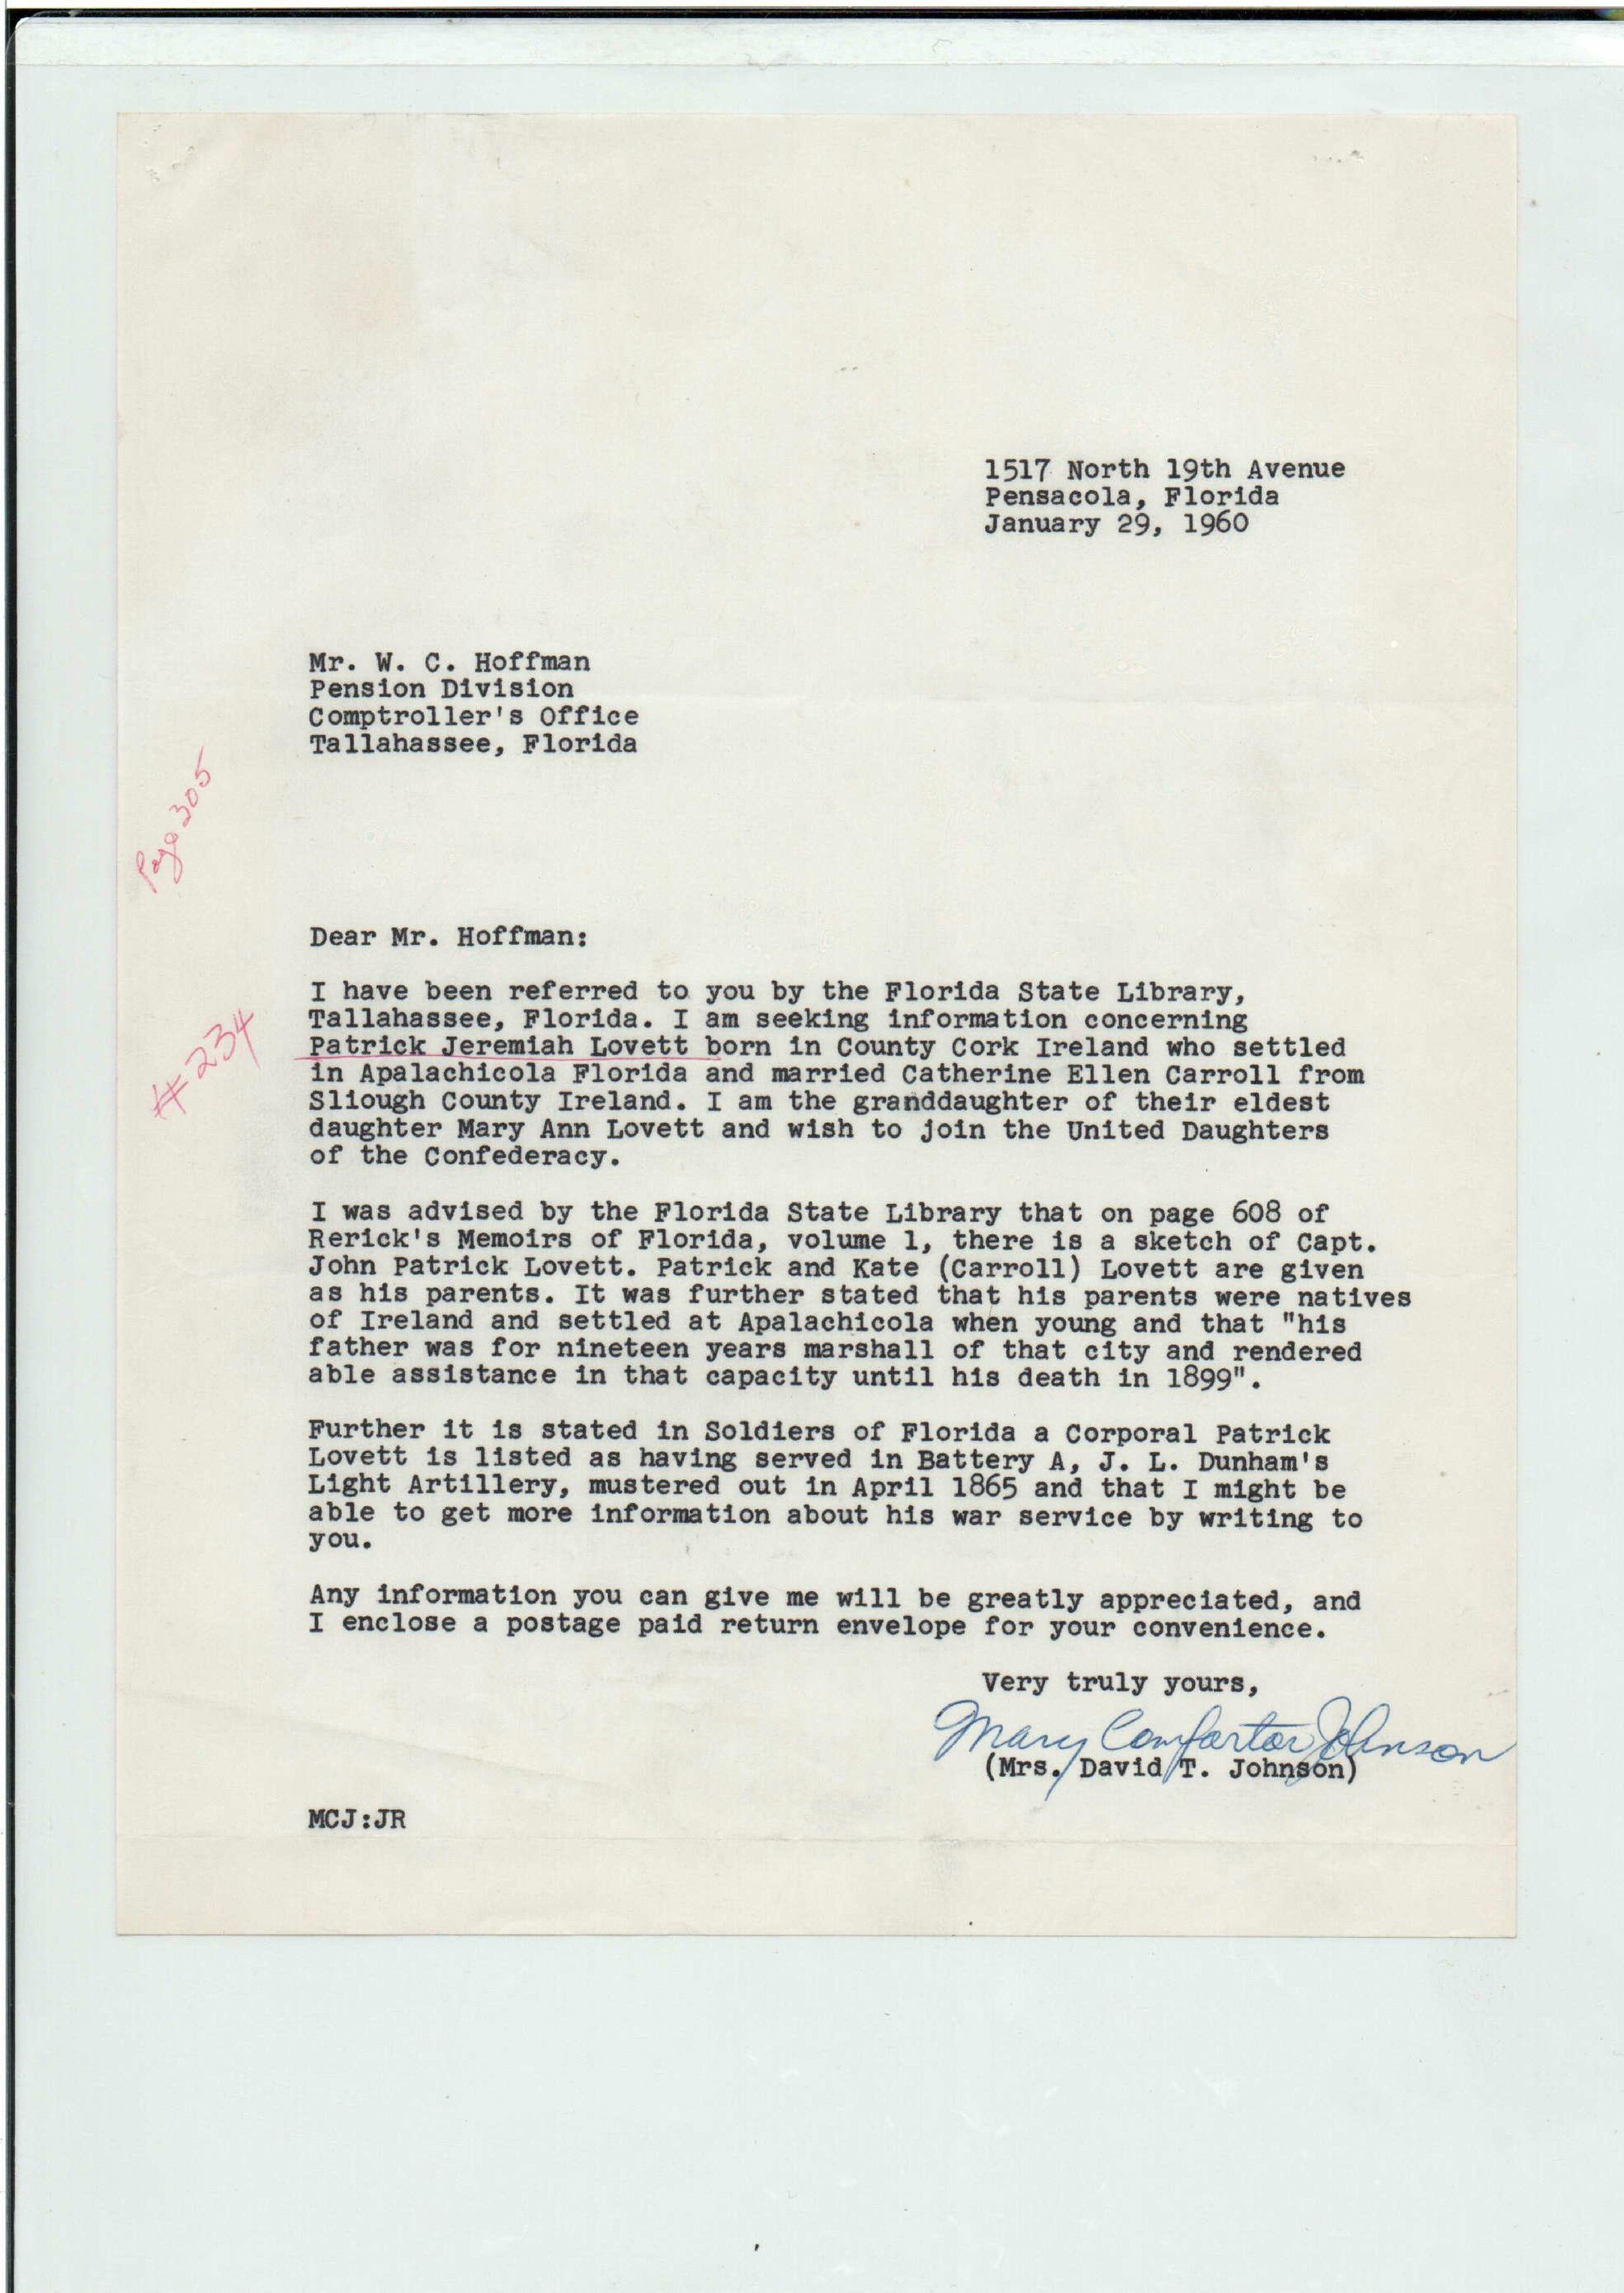 1517 North 19th Avenue
Pensacola, Florida
January 29, 1960
Mr. W. C. Hoffman
Pension Division
Comptroller's Office
Tallahassee, Florida
Page 305
Dear Mr. Hoffman:
I have been referred to you by the Florida State Library,
Tallahassee, Florida. I am seeking information concerning
Patrick Jeremiah Lovett born in County Cork Ireland who settled
in Apalachicola Florida and married Catherine Ellen Carroll from
Sliough County Ireland. I am the granddaughter of their eldest
daughter Mary Ann Lovett and wish to join the United Daughters
of the Confederacy.
#234
I was advised by the Florida State Library that on page 608 of
Rerick's Memoirs of Florida, volume 1, there is a sketch of Capt.
John Patrick Lovett. Patrick and Kate (Carroll) Lovett are given
as his parents. It was further stated that his parents were natives
of Ireland and settled at Apalachicola when young and that "his
father was for nineteen years marshall of that city and rendered
able assistance in that capacity until his death in 1899".
Further it is stated in Soldiers of Florida a Corporal Patrick
Lovett is listed as having served in Battery A, J. L. Dunham's
Light Artillery, mustered out in April 1865 and that I might be
able to get more information about his war service by writing to
you.
Any information you can give me will be greatly appreciated, and
I enclose a postage paid return envelope for your convenience.
Very truly yours,
Mary Comforter Johnson
(Mrs. David T. Johnson)
MCJ:JR